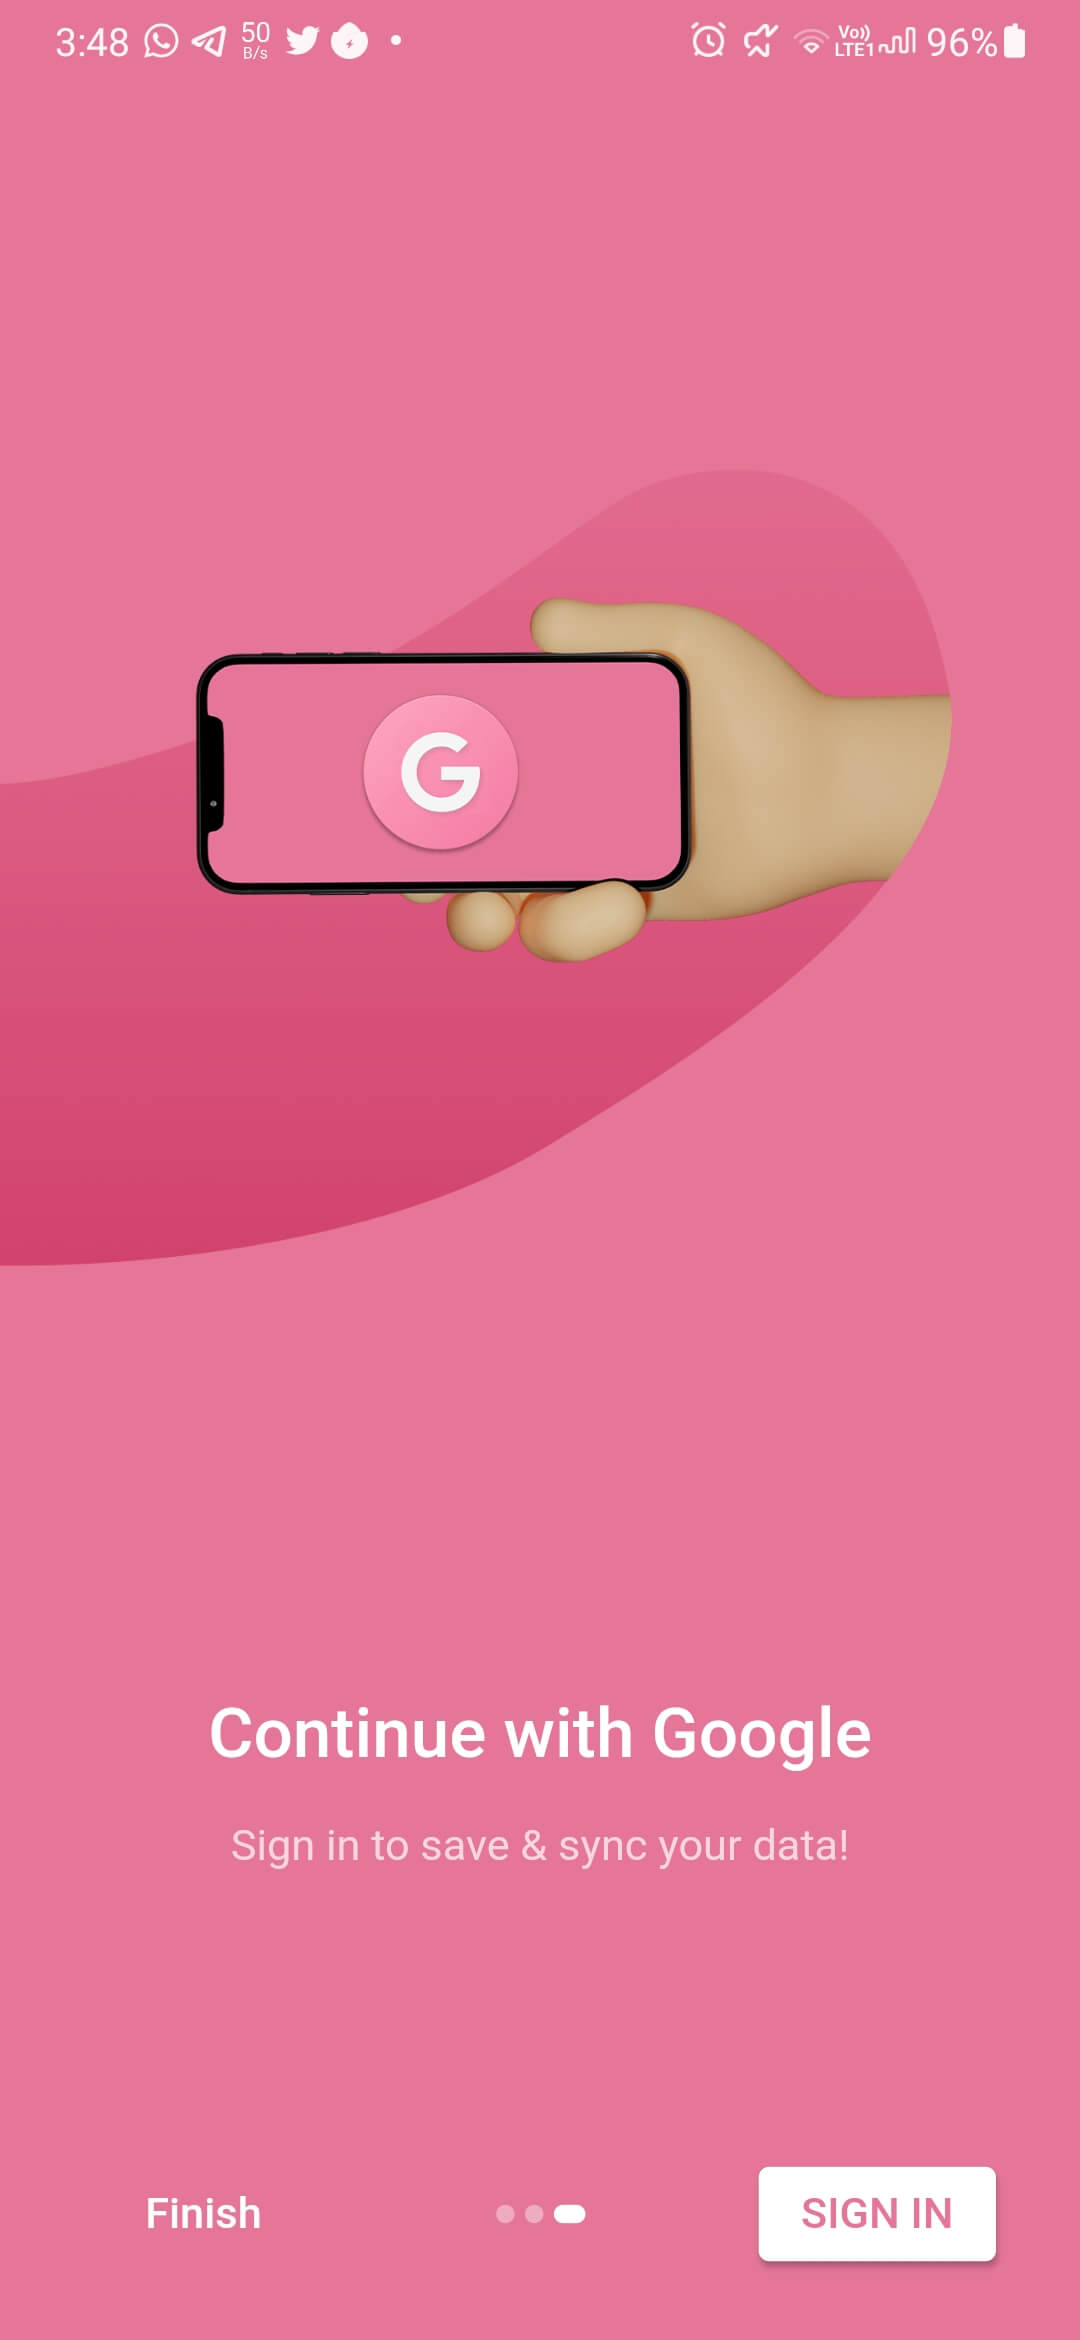 3:48 50 B/s Vo)) LTE1 96%
G
Continue with Google
Sign in to save & sync your data!
Finish
SIGN IN